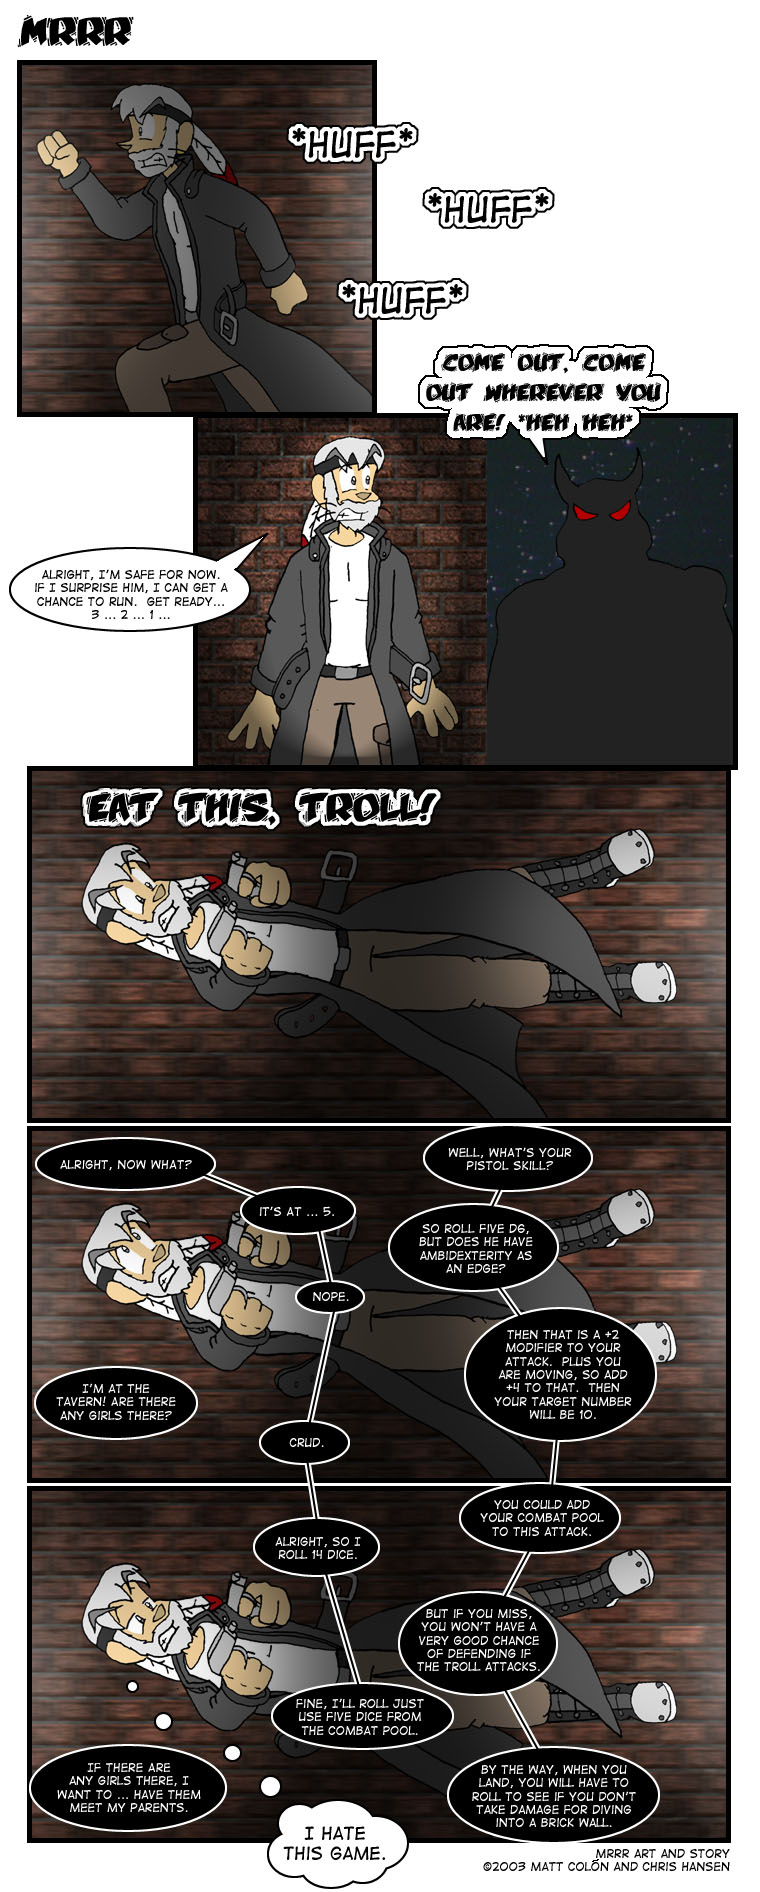 MRRR
*HUFF*
*HUFF*
*HUFF*
COME OUT, COME
OUT WHEREVER YOU
ARE! *HEH HEH*
ALRIGHT, I'M SAFE FOR NOW.
IF I SURPRISE HIM, I CAN GET A
CHANCE TO RUN. GET READY...
3 ... 2 ... 1 ...
EAT THIS, TROLL!
ALRIGHT, NOW WHAT?
WELL, WHAT'S YOUR
PISTOL SKILL?
IT'S AT ... 5.
SO ROLL FIVE D6,
BUT DOES HE HAVE
AMBIDEXTERITY AS
AN EDGE?
NOPE.
THEN THAT IS A +2
MODIFIER TO YOUR
ATTACK. PLUS YOU
ARE MOVING, SO ADD
+4 TO THAT. THEN
YOUR TARGET NUMBER
WILL BE 10.
I'M AT THE
TAVERN! ARE THERE
ANY GIRLS THERE?
CRUD.
YOU COULD ADD
YOUR COMBAT POOL
TO THIS ATTACK.
ALRIGHT, SO I
ROLL 14 DICE.
BUT IF YOU MISS,
YOU WON'T HAVE A
VERY GOOD CHANCE
OF DEFENDING IF
THE TROLL ATTACKS.
FINE, I'LL ROLL JUST
USE FIVE DICE FROM
THE COMBAT POOL.
IF THERE ARE
ANY GIRLS THERE, I
WANT TO ... HAVE THEM
MEET MY PARENTS.
BY THE WAY, WHEN YOU
LAND, YOU WILL HAVE TO
ROLL TO SEE IF YOU DON'T
TAKE DAMAGE FOR DIVING
INTO A BRICK WALL.
I HATE
THIS GAME.
MRRR ART AND STORY
©2003 MATT COLÓN AND CHRIS HANSEN